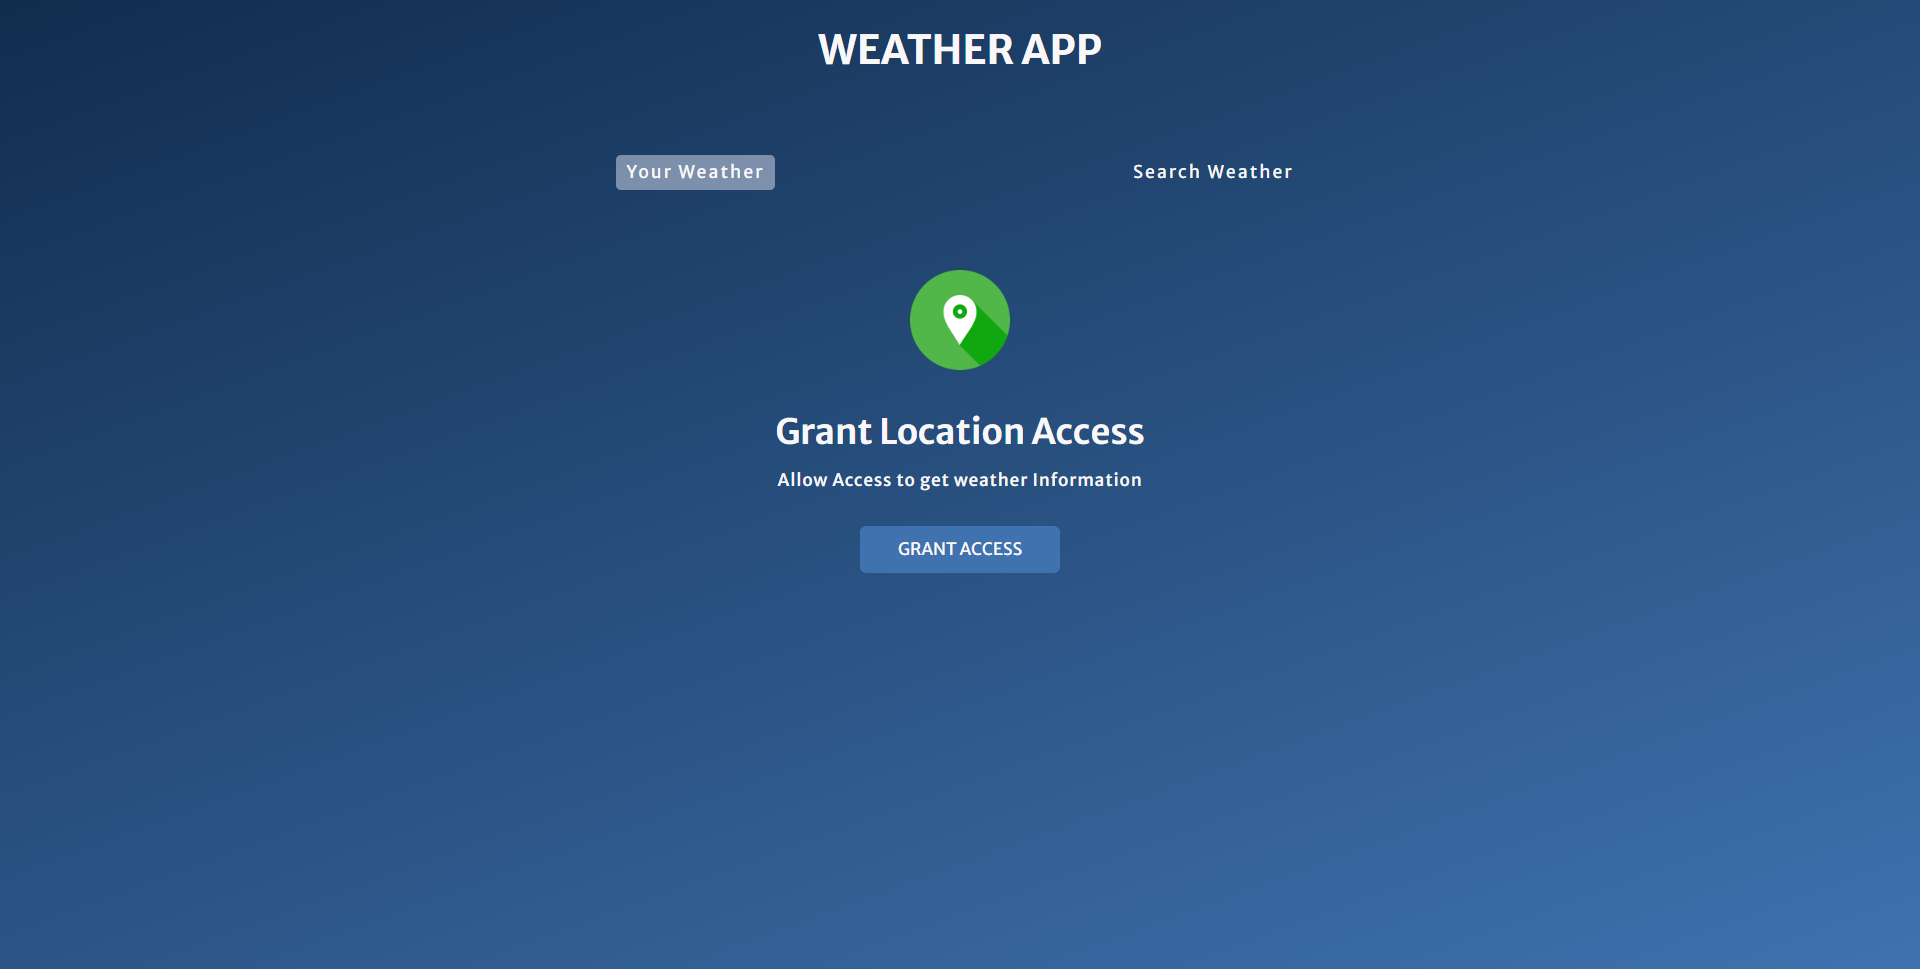 WEATHER APP
Your Weather
Search Weather
Grant Location Access
Allow Access to get weather Information
GRANT ACCESS